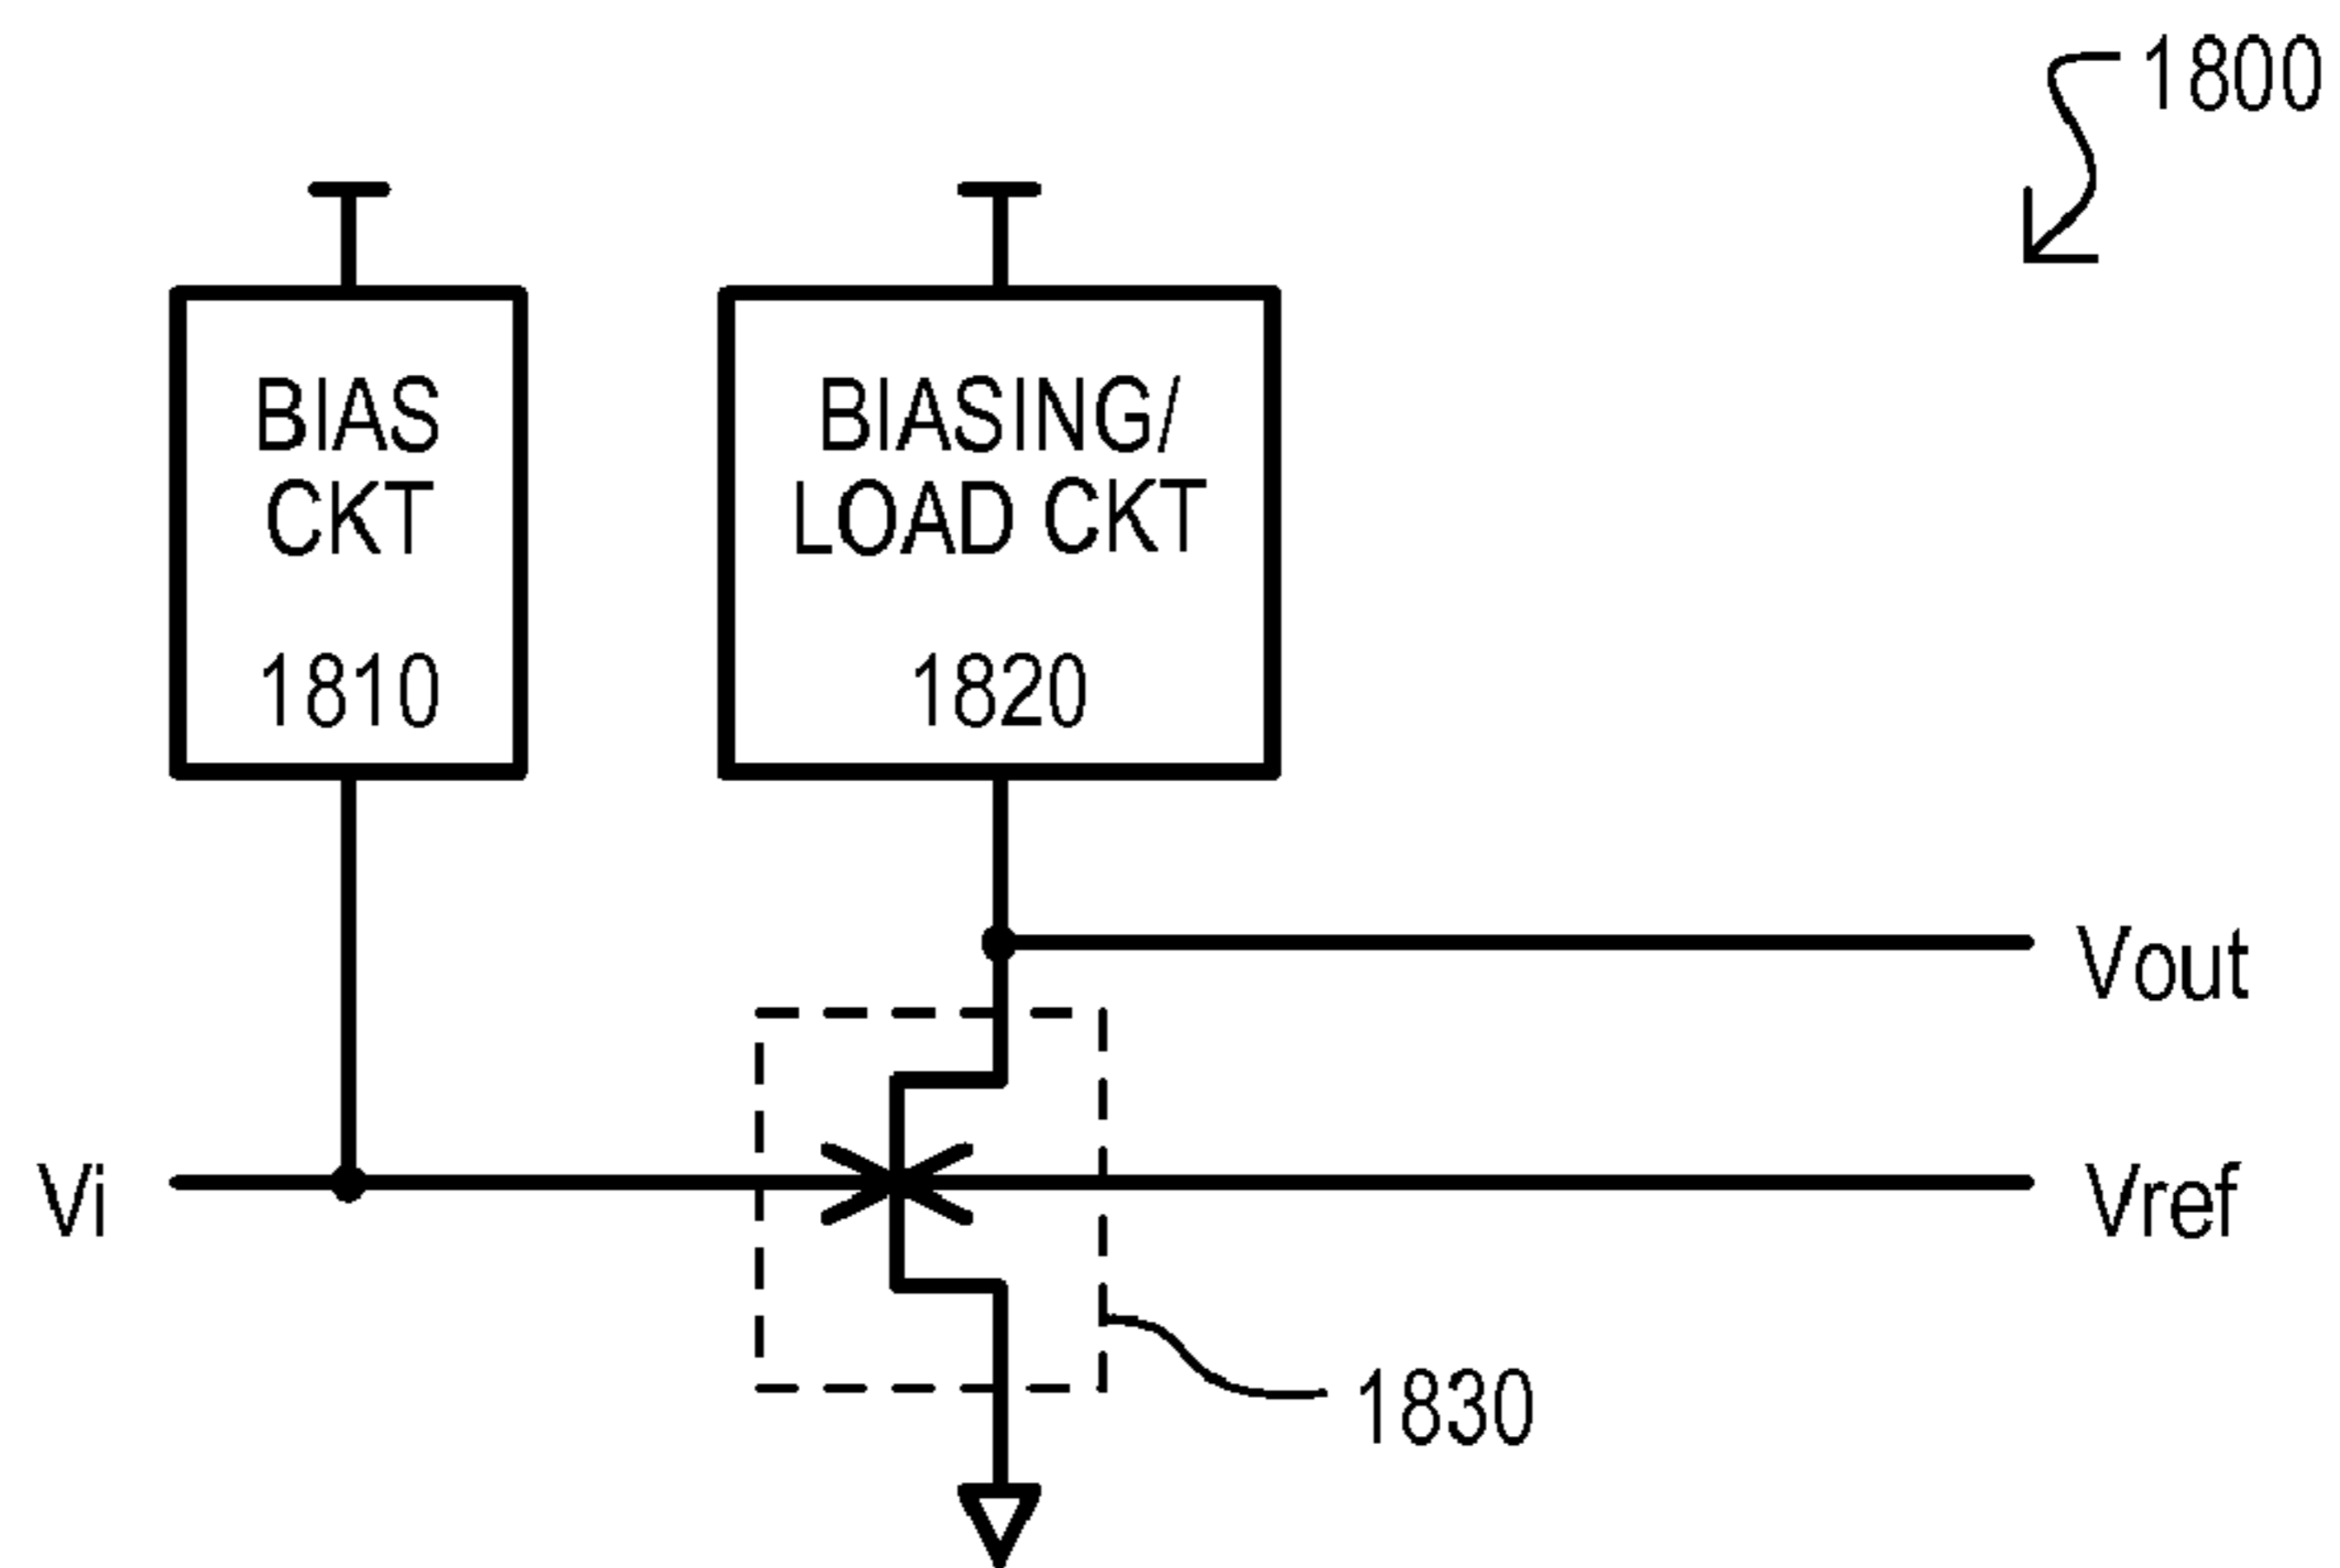 1800
BIAS
CKT
1810
BIASING/
LOAD CKT
1820
Vout
Vi
Vref
1830